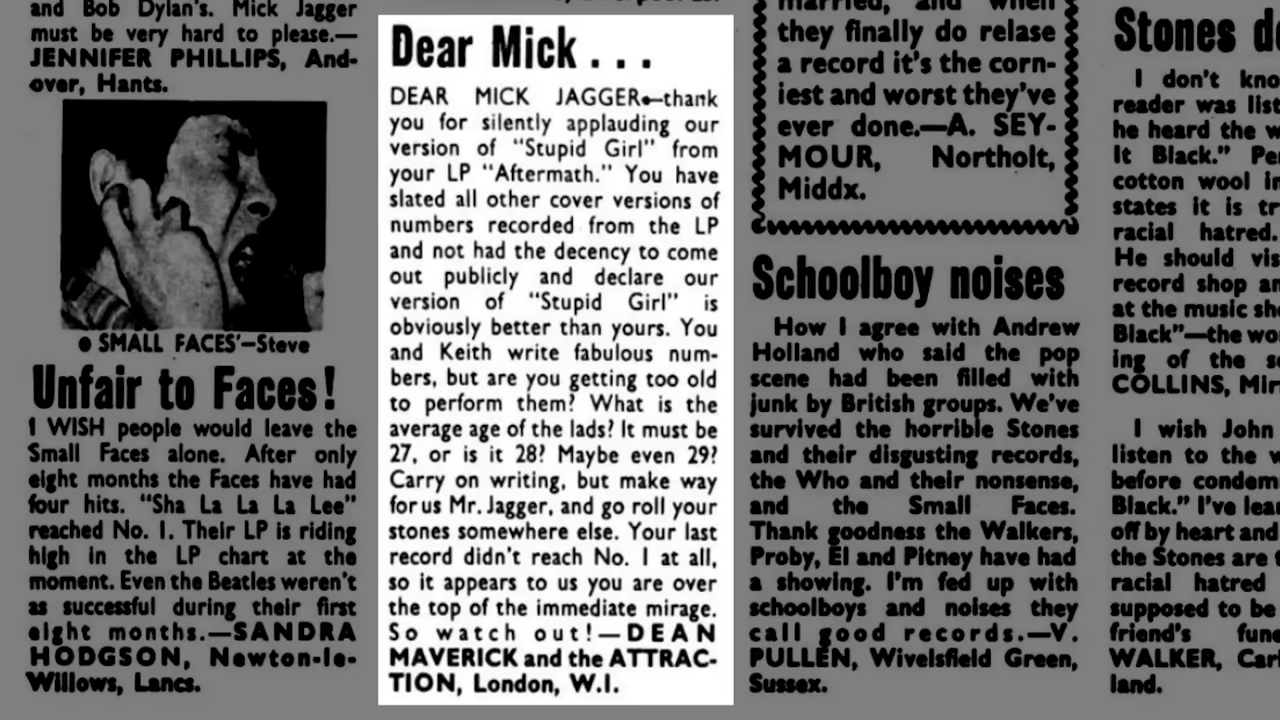 and Bob Dylan's. Mick Jagger
must be very hard to please.—
JENNIFER PHILLIPS, And-
over, Hants.
● SMALL FACES'—Steve
Unfair to Faces!
I WISH people would leave the
Small Faces alone. After only
eight months the Faces have had
four hits. "Sha La La La Lee"
reached No. 1. Their LP is riding
high in the LP chart at the
moment. Even the Beatles weren't
as successful during their first
eight months.—SANDRA
HODGSON, Newton-le-
Willows, Lancs.
Dear Mick . . .
DEAR MICK JAGGER—thank
you for silently applauding our
version of "Stupid Girl" from
your LP "Aftermath." You have
slated all other cover versions of
numbers recorded from the LP
and not had the decency to come
out publicly and declare our
version of "Stupid Girl" is
obviously better than yours. You
and Keith write fabulous num-
bers, but are you getting too old
to perform them? What is the
average age of the lads? It must be
27, or is it 28? Maybe even 29?
Carry on writing, but make way
for us Mr. Jagger, and go roll your
stones somewhere else. Your last
record didn't reach No. 1 at all,
so it appears to us you are over
the top of the immediate mirage.
So watch out!—DEAN
MAVERICK and the ATTRAC-
TION, London, W.1.
married, and when
they finally do relase
a record it's the corn-
iest and worst they've
ever done.—A. SEY-
MOUR, Northolt,
Middx.
Schoolboy noises
How I agree with Andrew
Holland who said the pop
scene had been filled with
junk by British groups. We've
survived the horrible Stones
and their disgusting records,
the Who and their nonsense,
and the Small Faces.
Thank goodness the Walkers,
Proby, El and Pitney have had
a showing. I'm fed up with
schoolboys and noises they
call good records.—V.
PULLEN, Wivelsfield Green,
Sussex.
Stones d
I don't kno
reader was list
he heard the w
It Black." Pe
cotton wool in
states it is tr
racial hatred.
He should vis
record shop an
at the music sh
Black"—the wo
ing of the s
COLLINS, Mir
I wish John
listen to the w
before condem
Black." I've lea
off by heart and
the Stones are
racial hatred
supposed to be
friend's fun
WALKER, Carl
land.